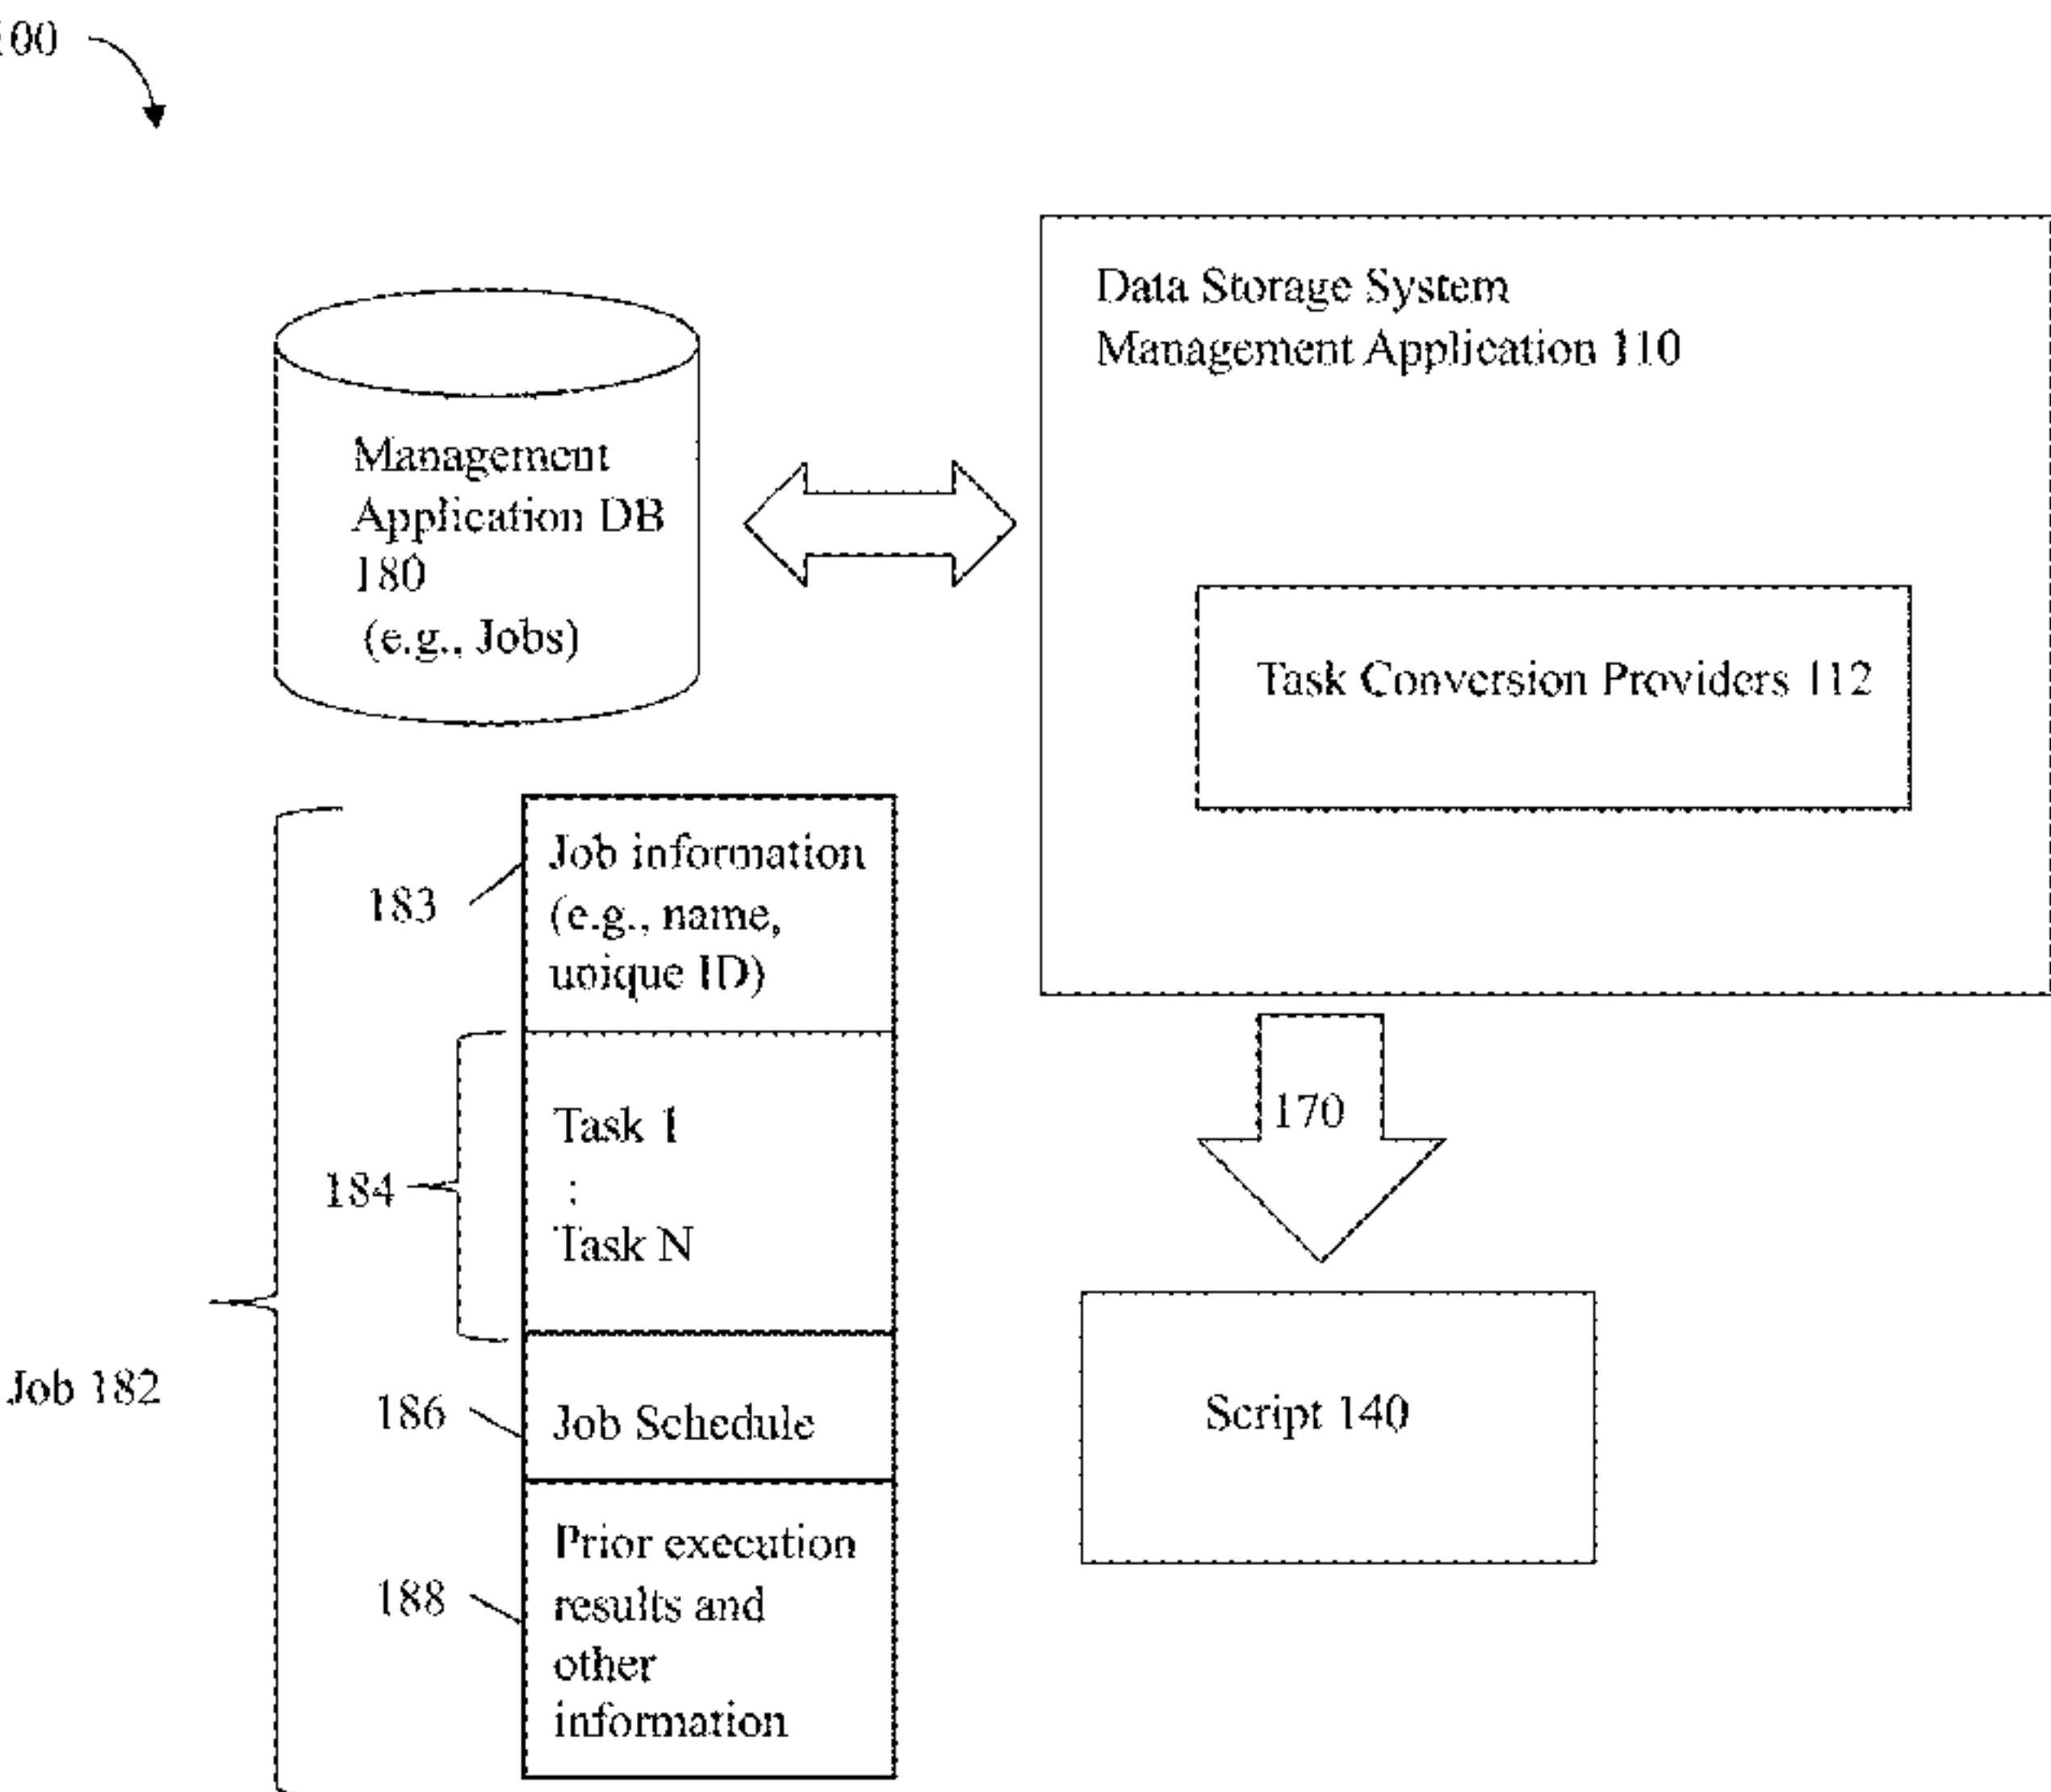 100
Data Storage System
Management Application 110
Management
Application DB
180
(e.g., Jobs)
Task Conversion Providers 112
Job information
(e.g., name,
unique ID)
183
Task 1
:
Task N
184
170
Job 182
186
Job Schedule
Script 140
188
Prior execution
results and
other
information